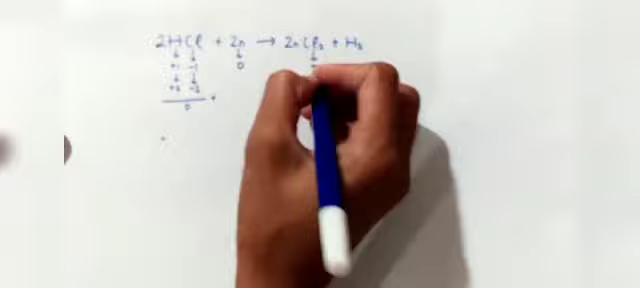 2HCl + Zn → ZnCl₂ + H₂
↓ ↓ ↓ ↓
+1 -1 0 -
↓ ↓
+2 -2 +
0